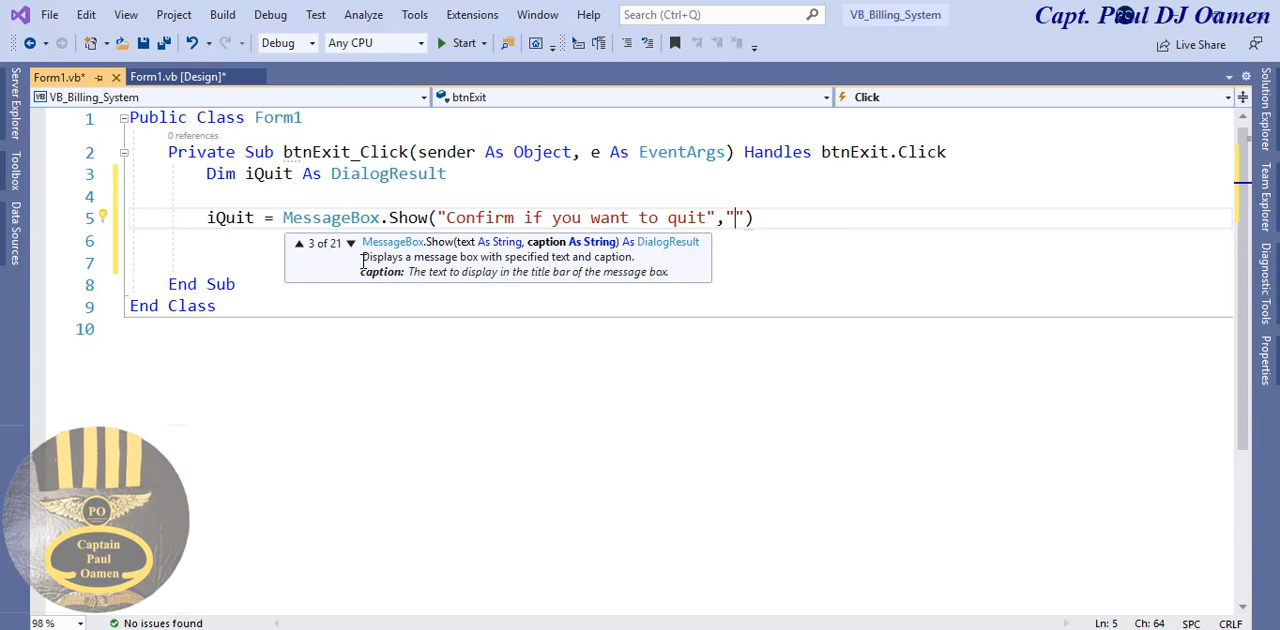 File Edit View Project Build Debug Test Analyze Tools Extensions Window Help Search (Ctrl+Q) VB_Billing_System
Capt. Paul DJ Oamen
Debug Any CPU Start Live Share
Form1.vb* Form1.vb [Design]*
VB VB_Billing_System btnExit Click
Server Explorer
Toolbox
Data Sources
Solution Explorer
Team Explorer
Diagnostic Tools
Properties
1 Public Class Form1
0 references
2 Private Sub btnExit_Click(sender As Object, e As EventArgs) Handles btnExit.Click
3 Dim iQuit As DialogResult
4
5 iQuit = MessageBox.Show("Confirm if you want to quit","")
6
3 of 21 MessageBox.Show(text As String, caption As String) As DialogResult
Displays a message box with specified text and caption.
7
caption: The text to display in the title bar of the message box.
8 End Sub
9 End Class
10
PO
Captain
Paul
Oamen
98 % No issues found Ln: 5 Ch: 64 SPC CRLF